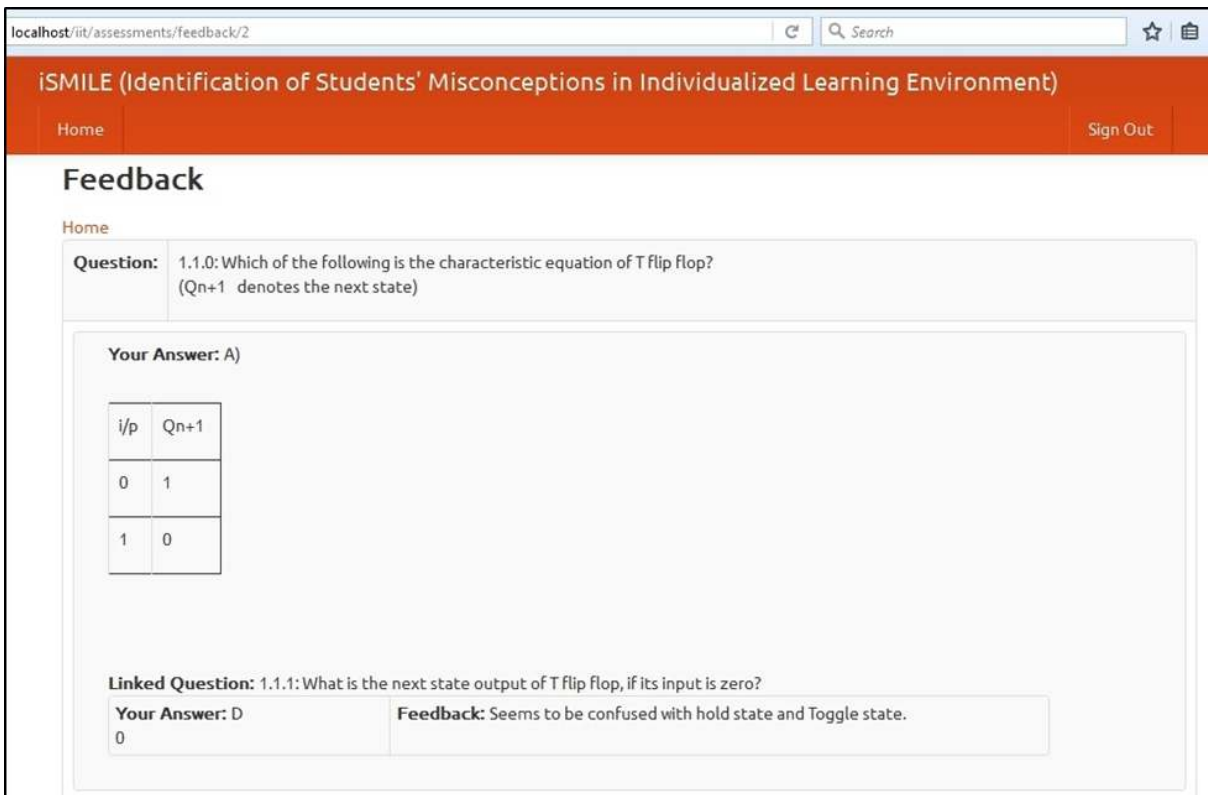 localhost/iit/assessments/feedback/2
Search
iSMILE (Identification of Students' Misconceptions in Individualized Learning Environment)
Home
Sign Out
Feedback
Home
Question: 1.1.0: Which of the following is the characteristic equation of T flip flop?
(Qn+1 denotes the next state)
Your Answer: A)
i/p Qn+1
0 1
1 0
Linked Question: 1.1.1: What is the next state output of T flip flop, if its input is zero?
Your Answer: D Feedback: Seems to be confused with hold state and Toggle state.
0